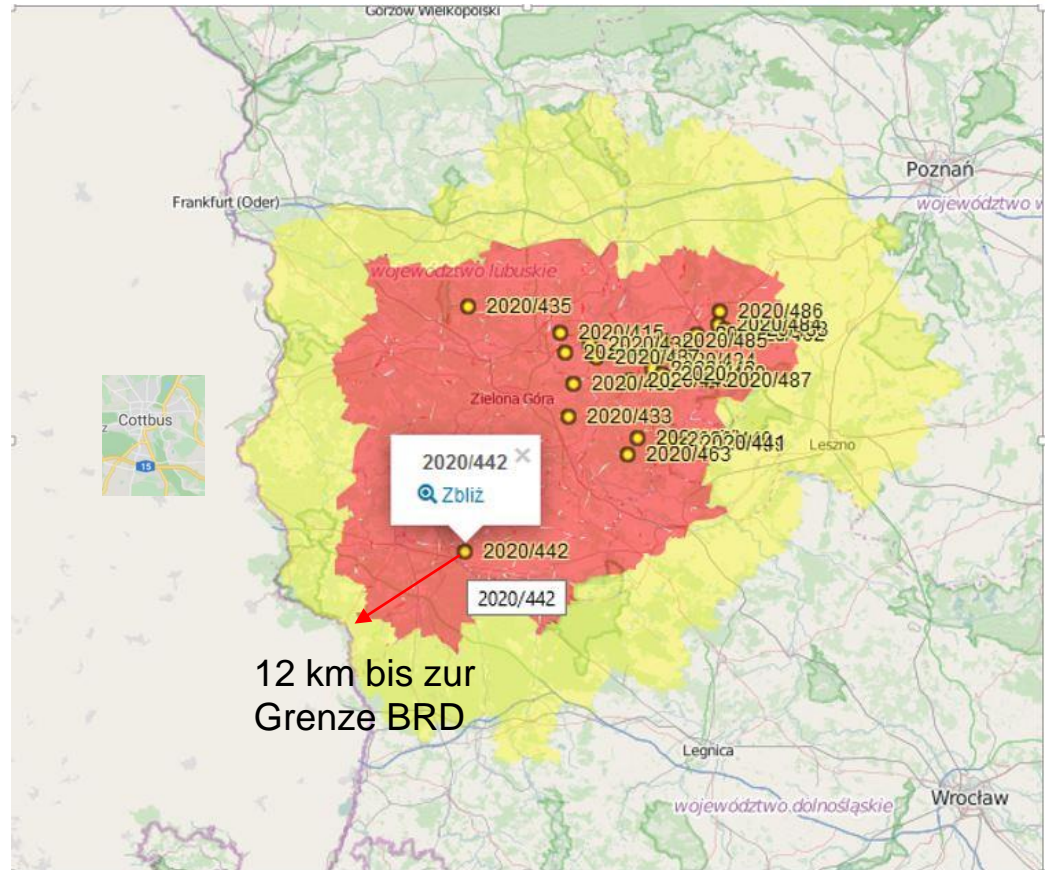 Gorzów Wielkopolski
Poznań
województwo w
Frankfurt (Oder)
województwo lubuskie
2020/435
2020/486
2020/415
2020/485
2020/487
Zielona Góra
2020/433
2020/441
Leszno
2020/463
Cottbus
15
2020/442 ×
Zbliż
2020/442
2020/442
12 km bis zur
Grenze BRD
Legnica
województwo dolnośląskie
Wrocław